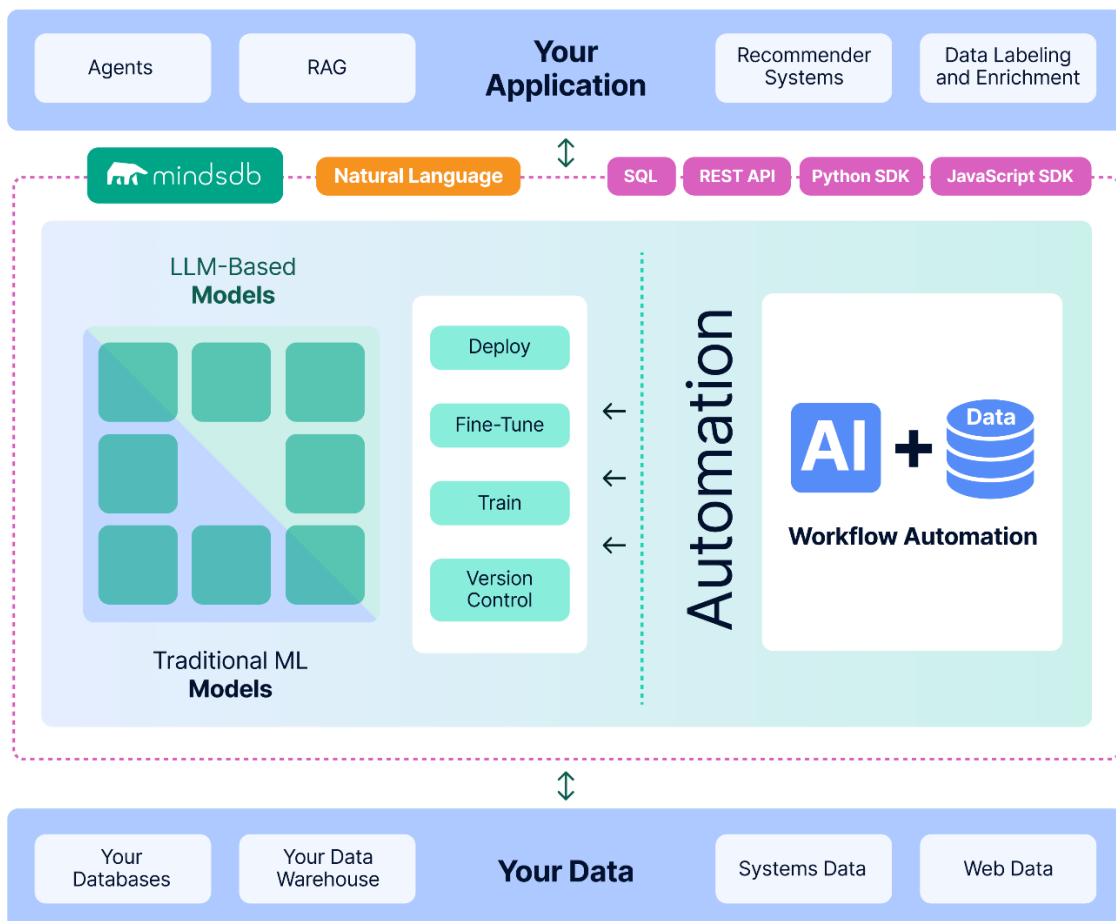 Agents
RAG
Your
Application
Recommender
Systems
Data Labeling
and Enrichment
mindsdb
Natural Language
SQL
REST API
Python SDK
JavaScript SDK
LLM-Based
Models
Traditional ML
Models
Deploy
Fine-Tune
Train
Version
Control
Automation
AI
+
Data
Workflow Automation
Your
Databases
Your Data
Warehouse
Your Data
Systems Data
Web Data